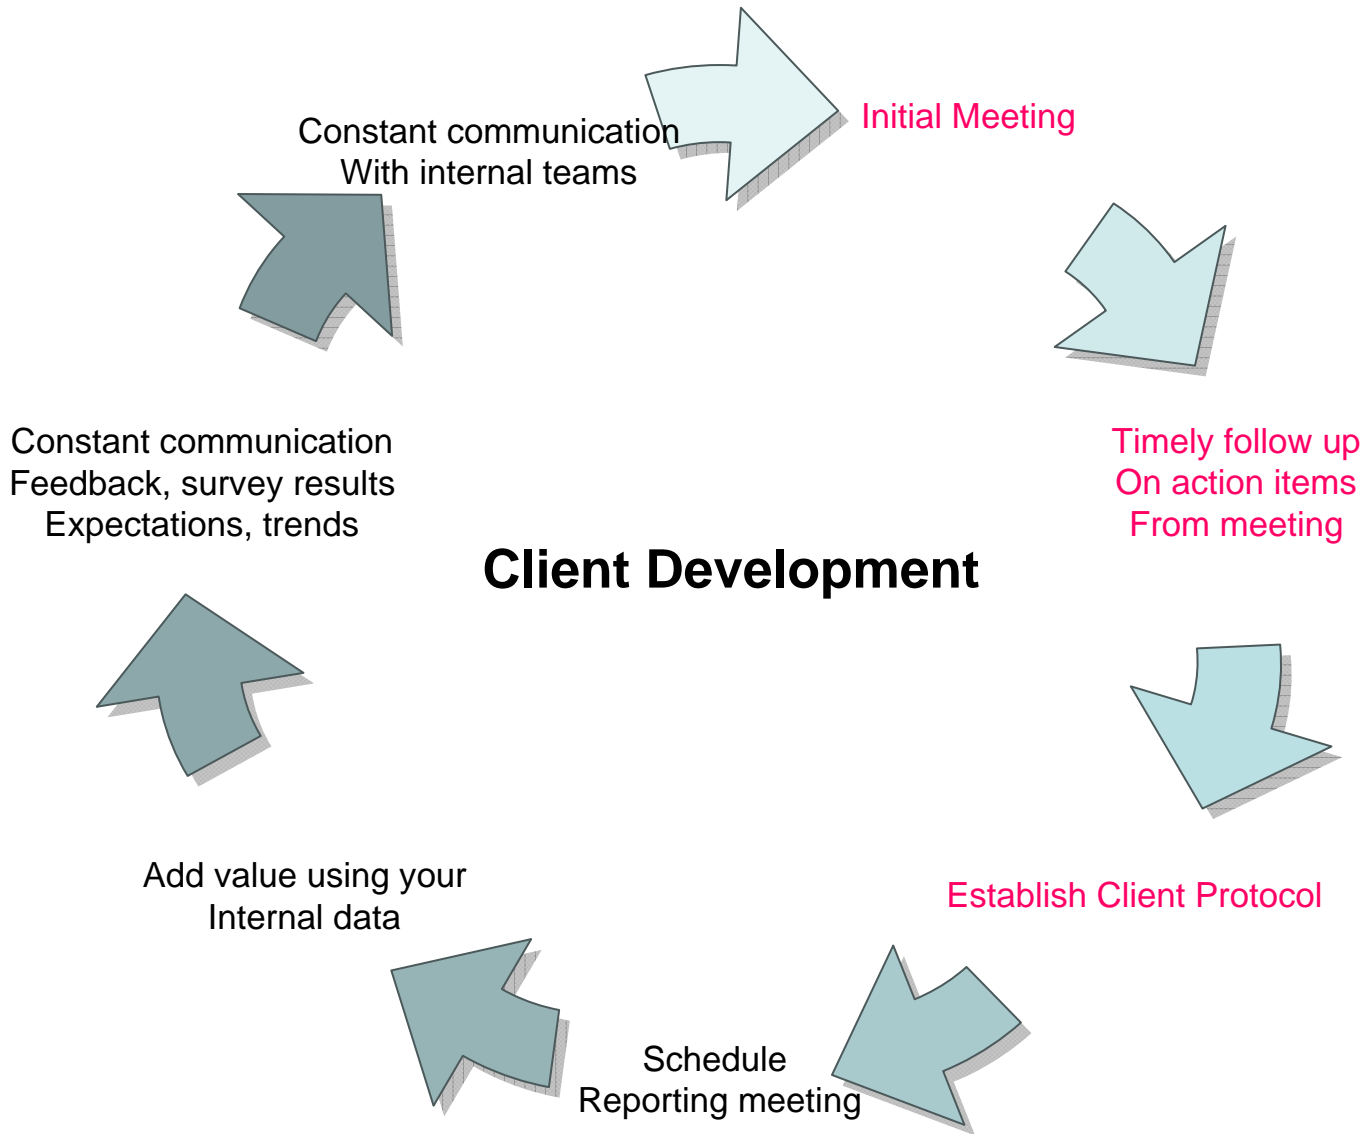 Initial Meeting
Timely follow up
On action items
From meeting
Establish Client Protocol
Schedule
Reporting meeting
Add value using your
Internal data
Constant communication
Feedback, survey results
Expectations, trends
Constant communication
With internal teams
Client Development